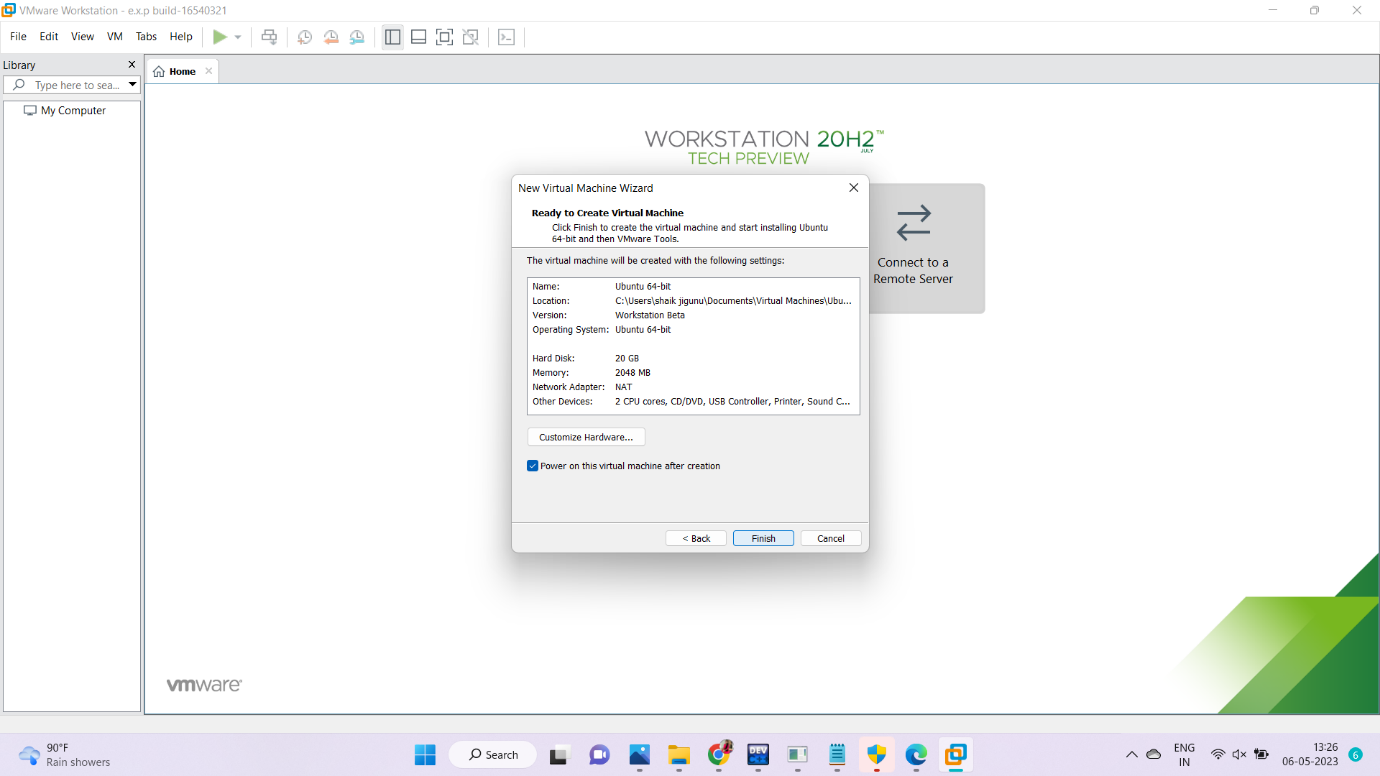 VMware Workstation - e.x.p build-16540321
File Edit View VM Tabs Help
Library
Type here to sea...
My Computer
Home
WORKSTATION 20H2™
JULY
TECH PREVIEW
Connect to a
Remote Server
New Virtual Machine Wizard
Ready to Create Virtual Machine
Click Finish to create the virtual machine and start installing Ubuntu
64-bit and then VMware Tools.
The virtual machine will be created with the following settings:
Name: Ubuntu 64-bit
Location: C:\Users\shaik jigunu\Documents\Virtual Machines\Ubu...
Version: Workstation Beta
Operating System: Ubuntu 64-bit
Hard Disk: 20 GB
Memory: 2048 MB
Network Adapter: NAT
Other Devices: 2 CPU cores, CD/DVD, USB Controller, Printer, Sound C...
Customize Hardware...
Power on this virtual machine after creation
< Back Finish Cancel
vmware®
90°F
Rain showers
Search
DEV
ENG
IN
13:26
06-05-2023
6